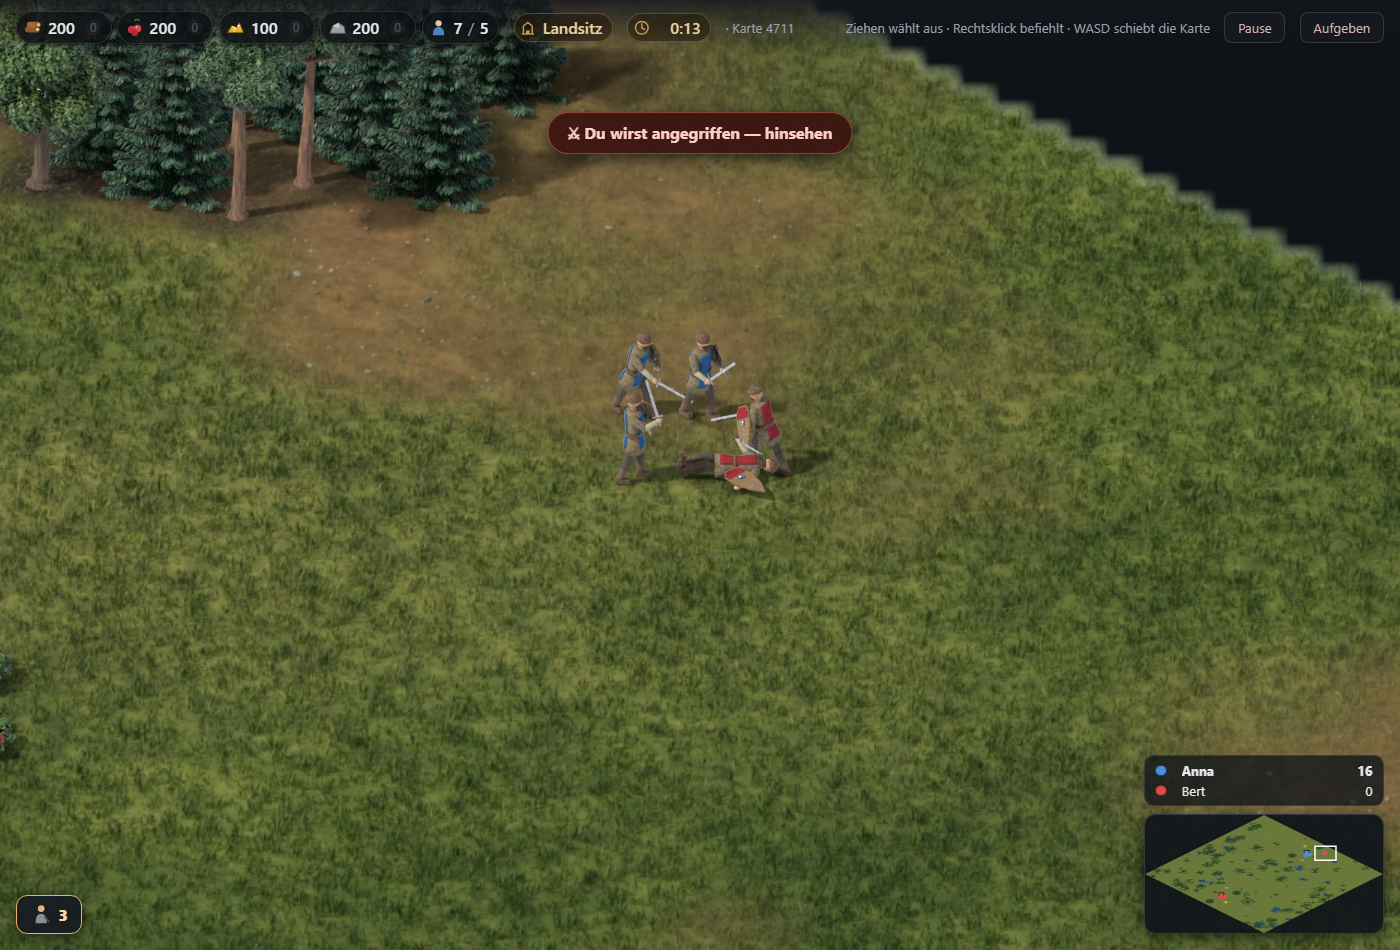 200 0 200 0 100 0 200 0 7 / 5 Landsitz 0:13 · Karte 4711 Ziehen wählt aus · Rechtsklick befiehlt · WASD schiebt die Karte Pause Aufgeben
⚔ Du wirst angegriffen — hinsehen
Anna 16
Bert 0
3